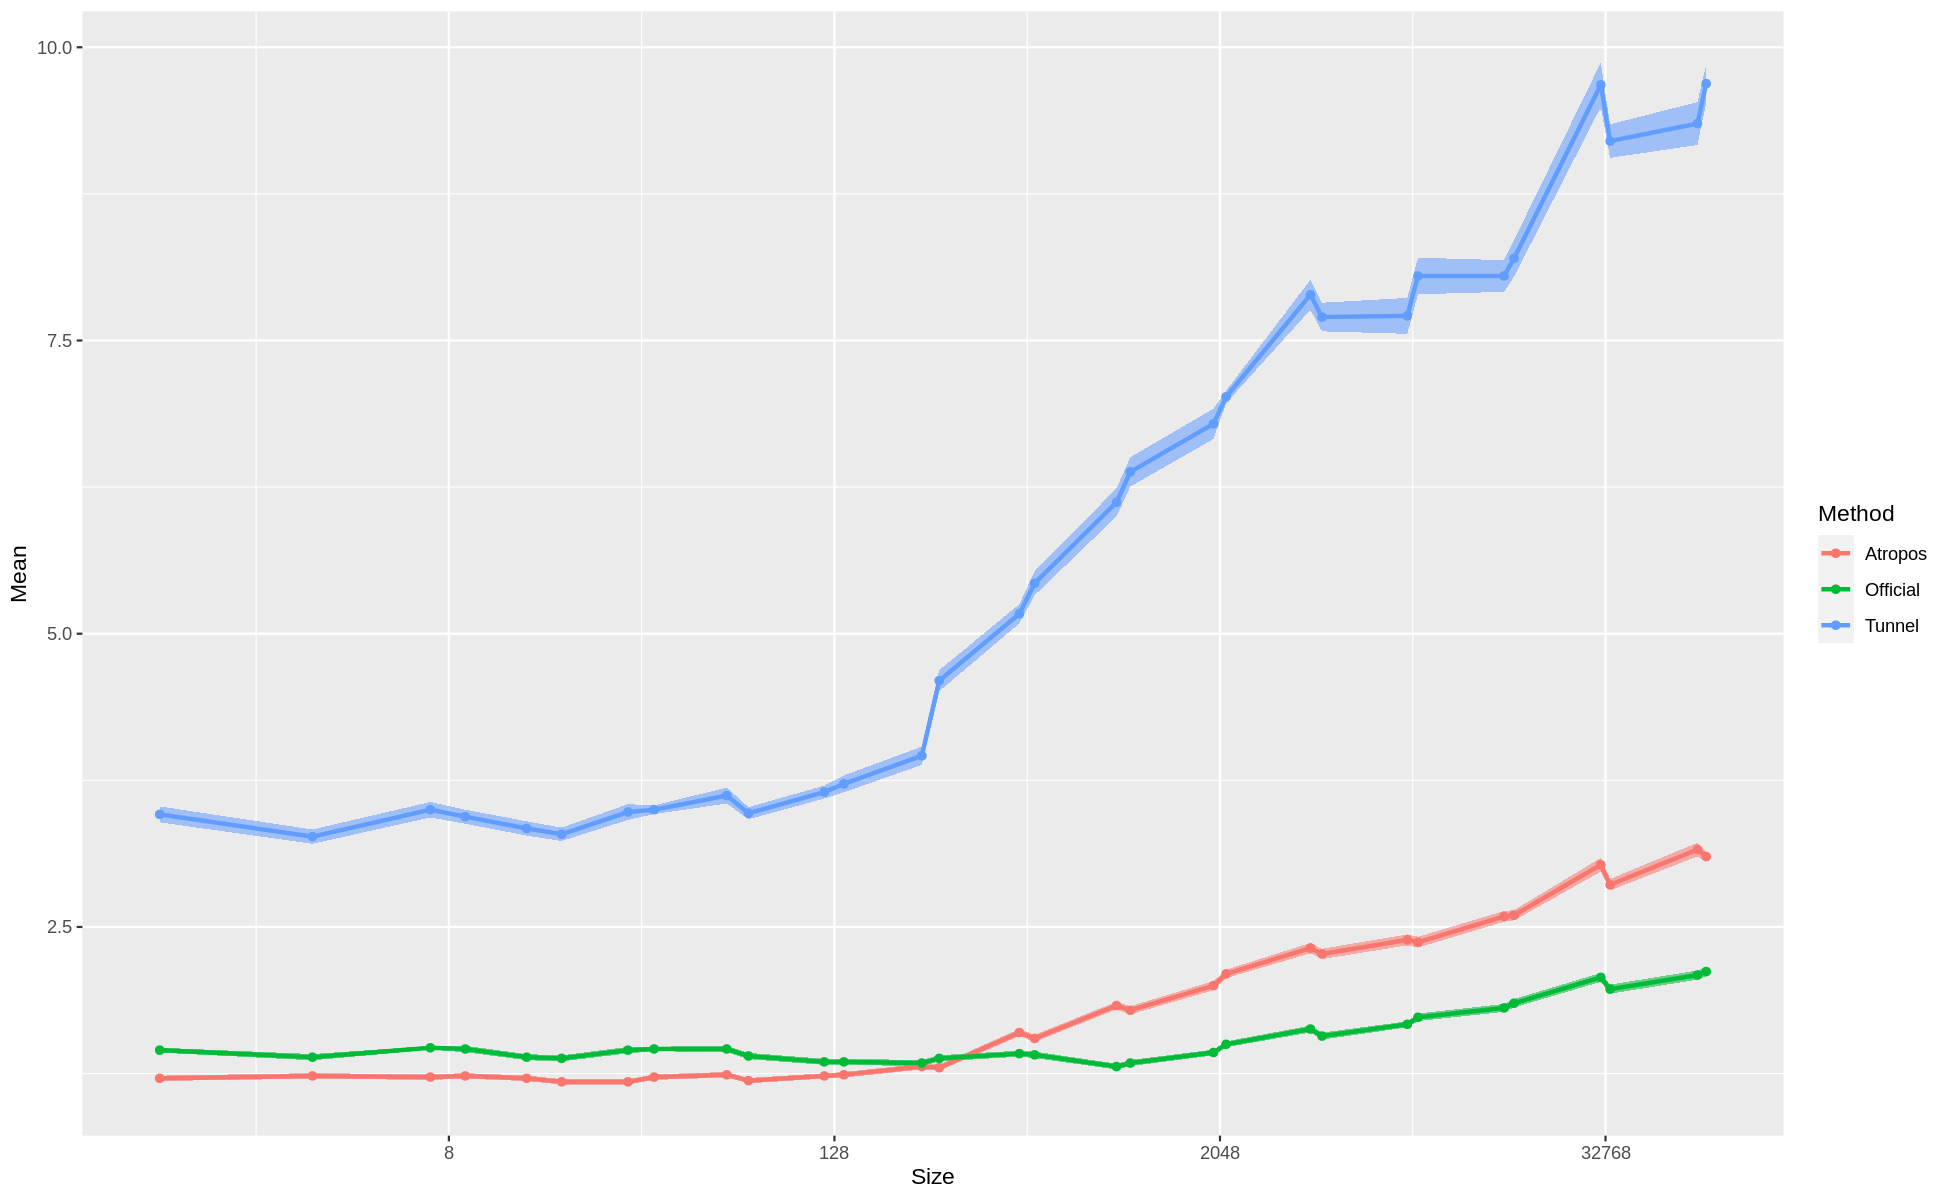 10.0
7.5
5.0
2.5
Mean
8
128
2048
32768
Size
Method
Atropos
Official
Tunnel